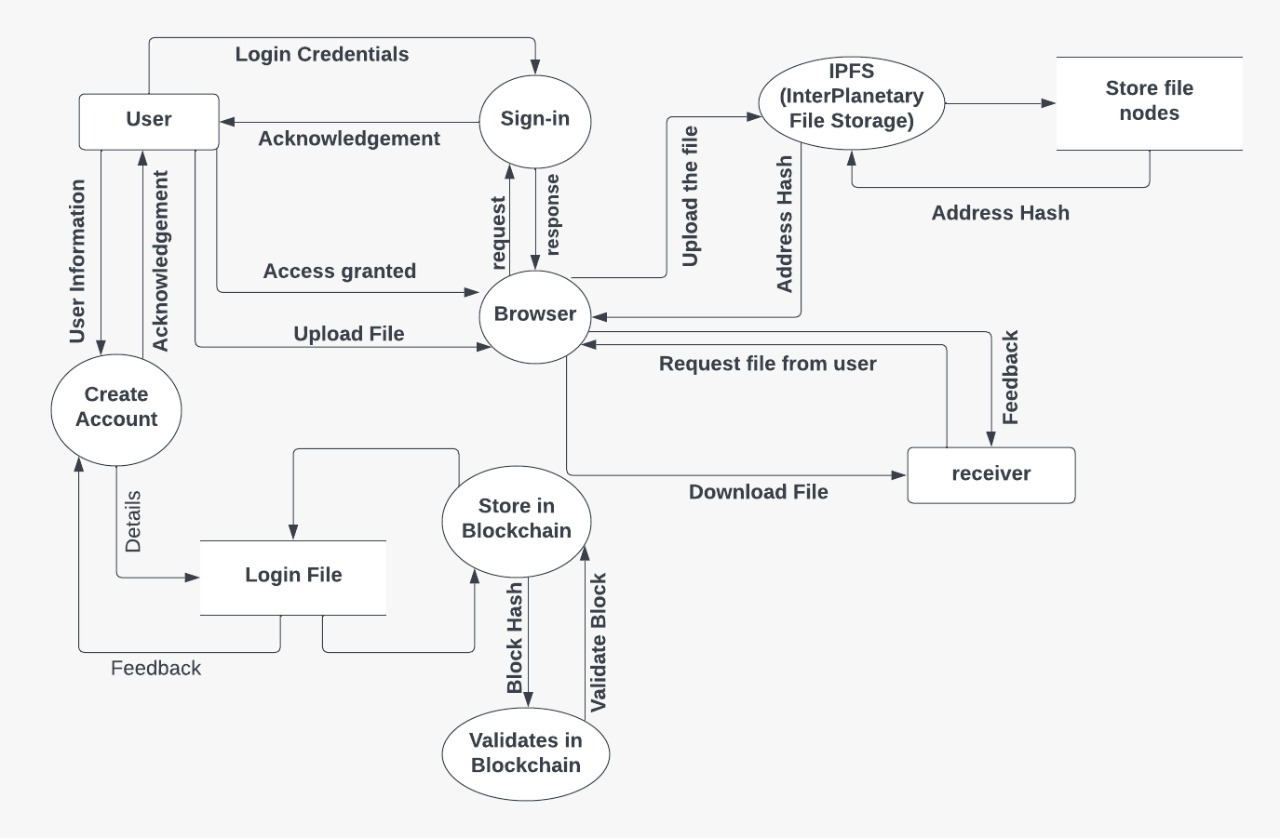 Login Credentials
User
Sign-in
Acknowledgement
IPFS
(InterPlanetary
File Storage)
Store file
nodes
Address Hash
User Information
Acknowledgement
request
response
Upload the file
Address Hash
Access granted
Upload File
Browser
Request file from user
Feedback
Create
Account
receiver
Download File
Details
Store in
Blockchain
Login File
Feedback
Block Hash
Validate Block
Validates in
Blockchain